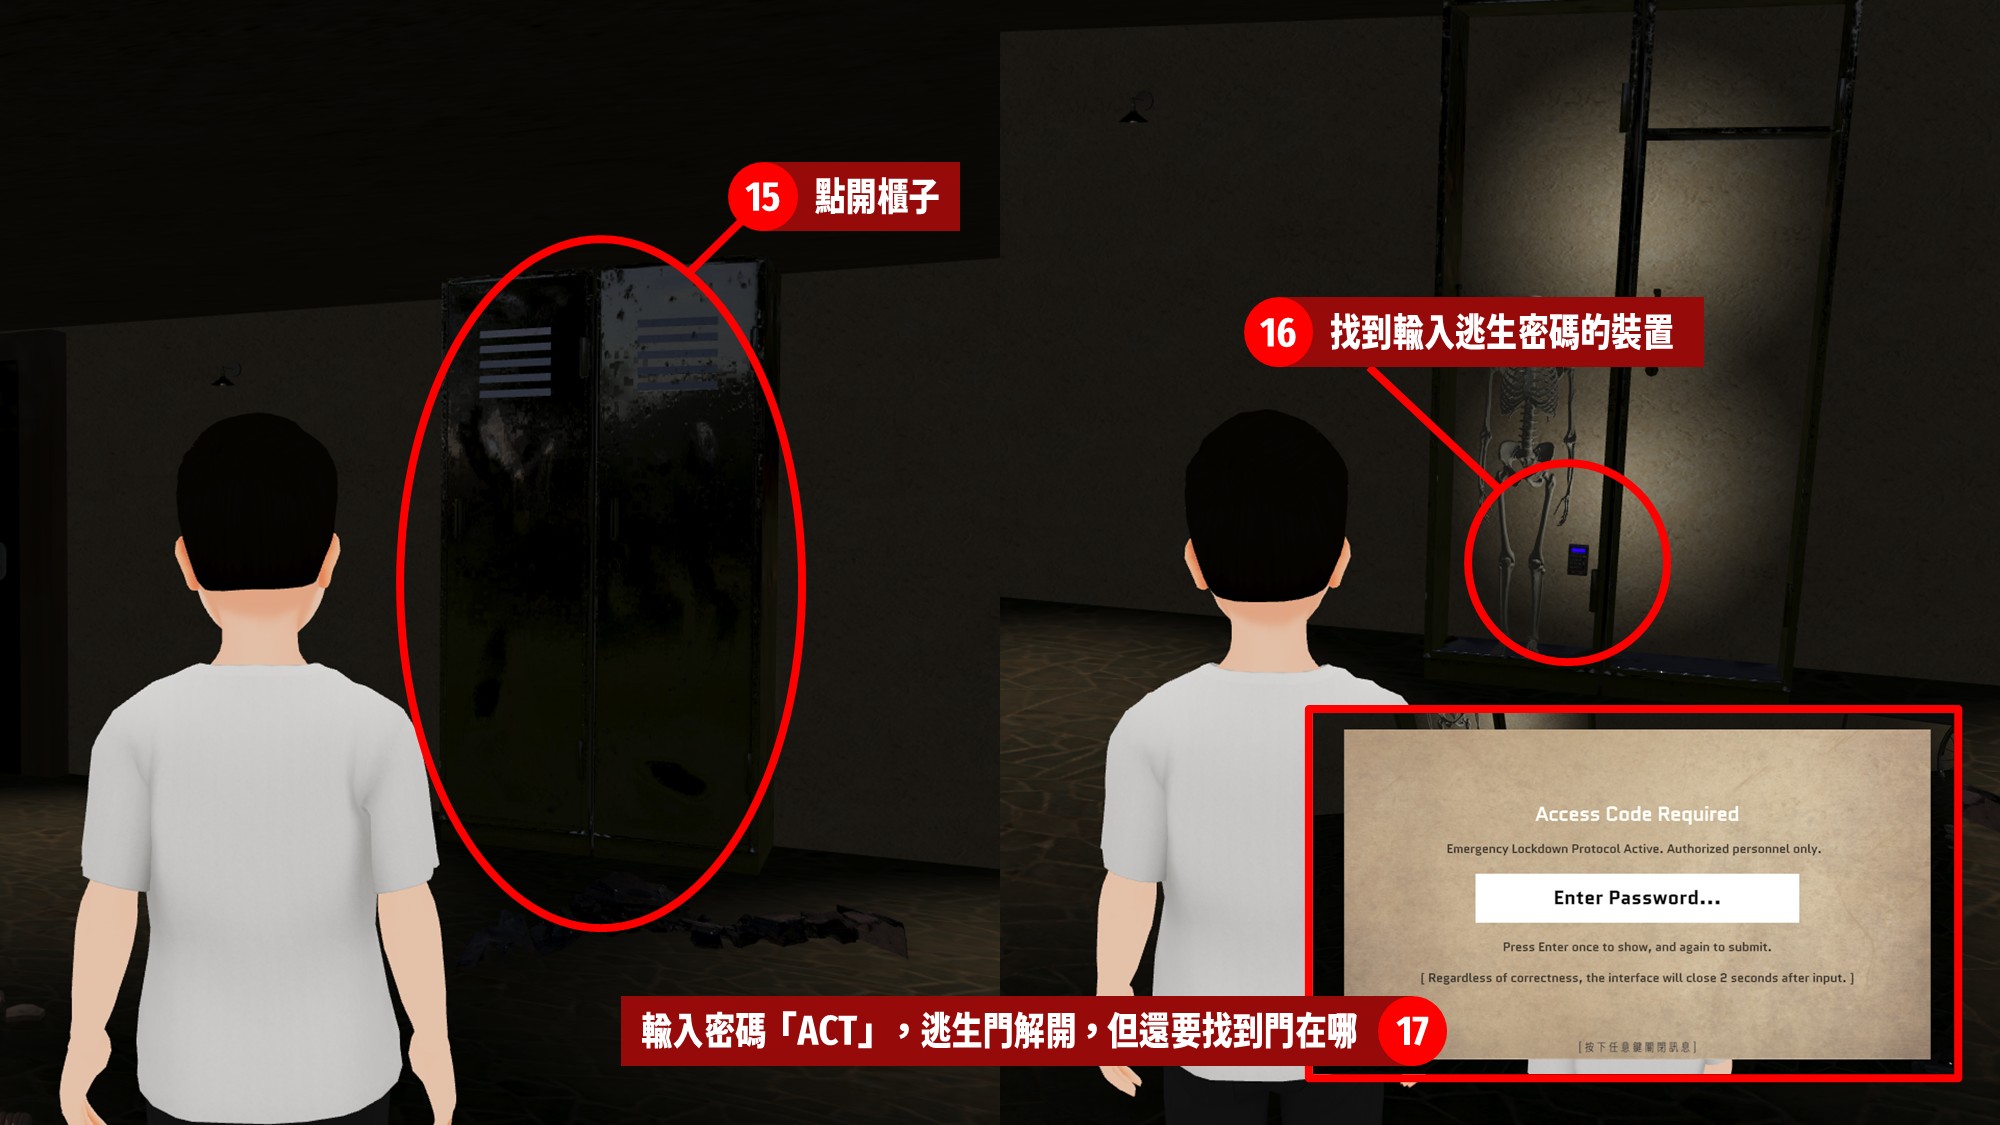 15 點開櫃子
16 找到輸入逃生密碼的裝置
Access Code Required
Emergency Lockdown Protocol Active. Authorized personnel only.
Enter Password...
Press Enter once to show, and again to submit.
[ Regardless of correctness, the interface will close 2 seconds after input. ]
[按下任意鍵關閉訊息]
輸入密碼「ACT」，逃生門解開，但還要找到門在哪 17